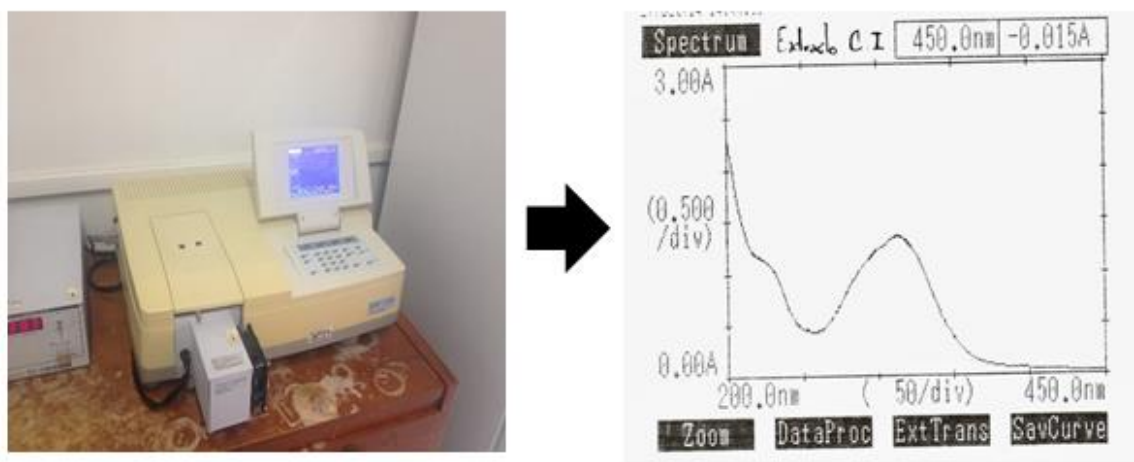 Spectrum Extracto C I 450.0nm -0.015A
3.00A
(0.500
/div)
0.00A
200.0nm ( 50/div) 450.0nm
Zoom DataProc ExtTrans SavCurve